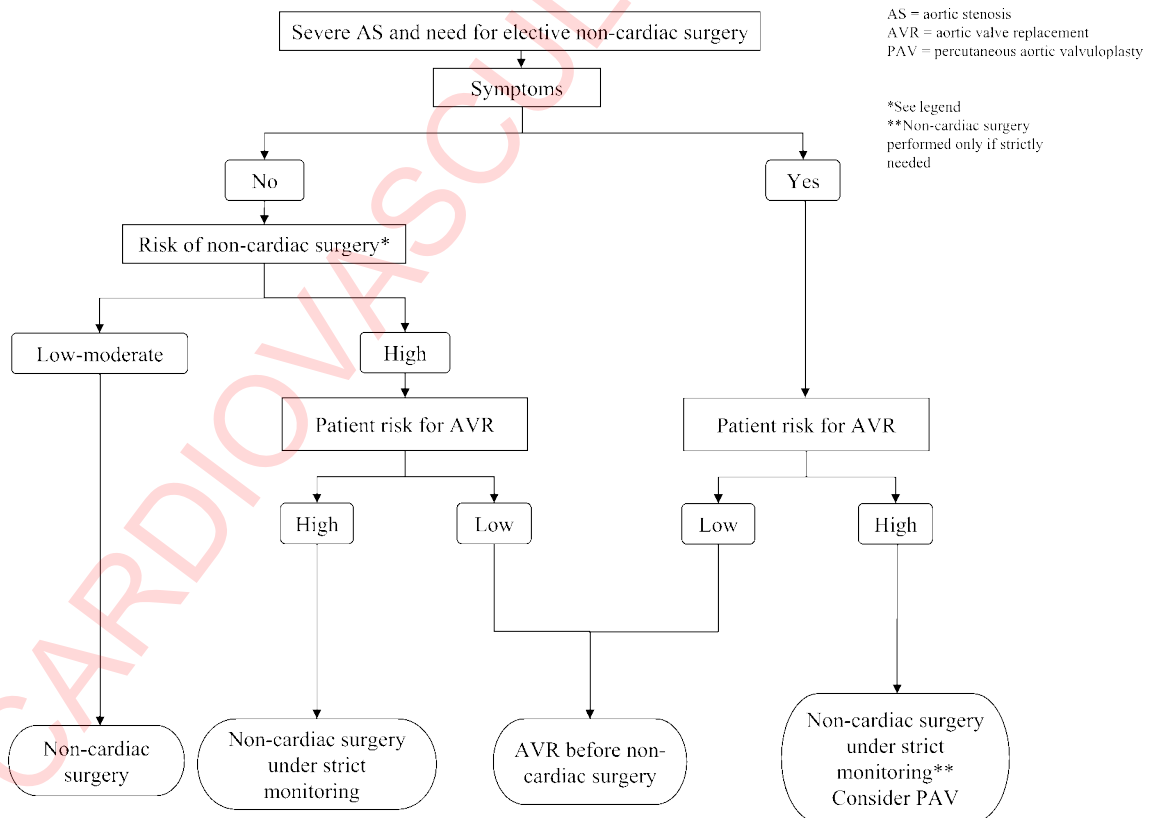 Severe AS and need for elective non-cardiac surgery
AS = aortic stenosis
AVR = aortic valve replacement
PAV = percutaneous aortic valvuloplasty
Symptoms
*See legend
**Non-cardiac surgery
performed only if strictly
needed
No
Yes
Risk of non-cardiac surgery*
Low-moderate
High
Patient risk for AVR
Patient risk for AVR
High
Low
Low
High
Non-cardiac
surgery
Non-cardiac surgery
under strict
monitoring
AVR before non-
cardiac surgery
Non-cardiac surgery
under strict
monitoring**
Consider PAV
CARDIOVASCUL